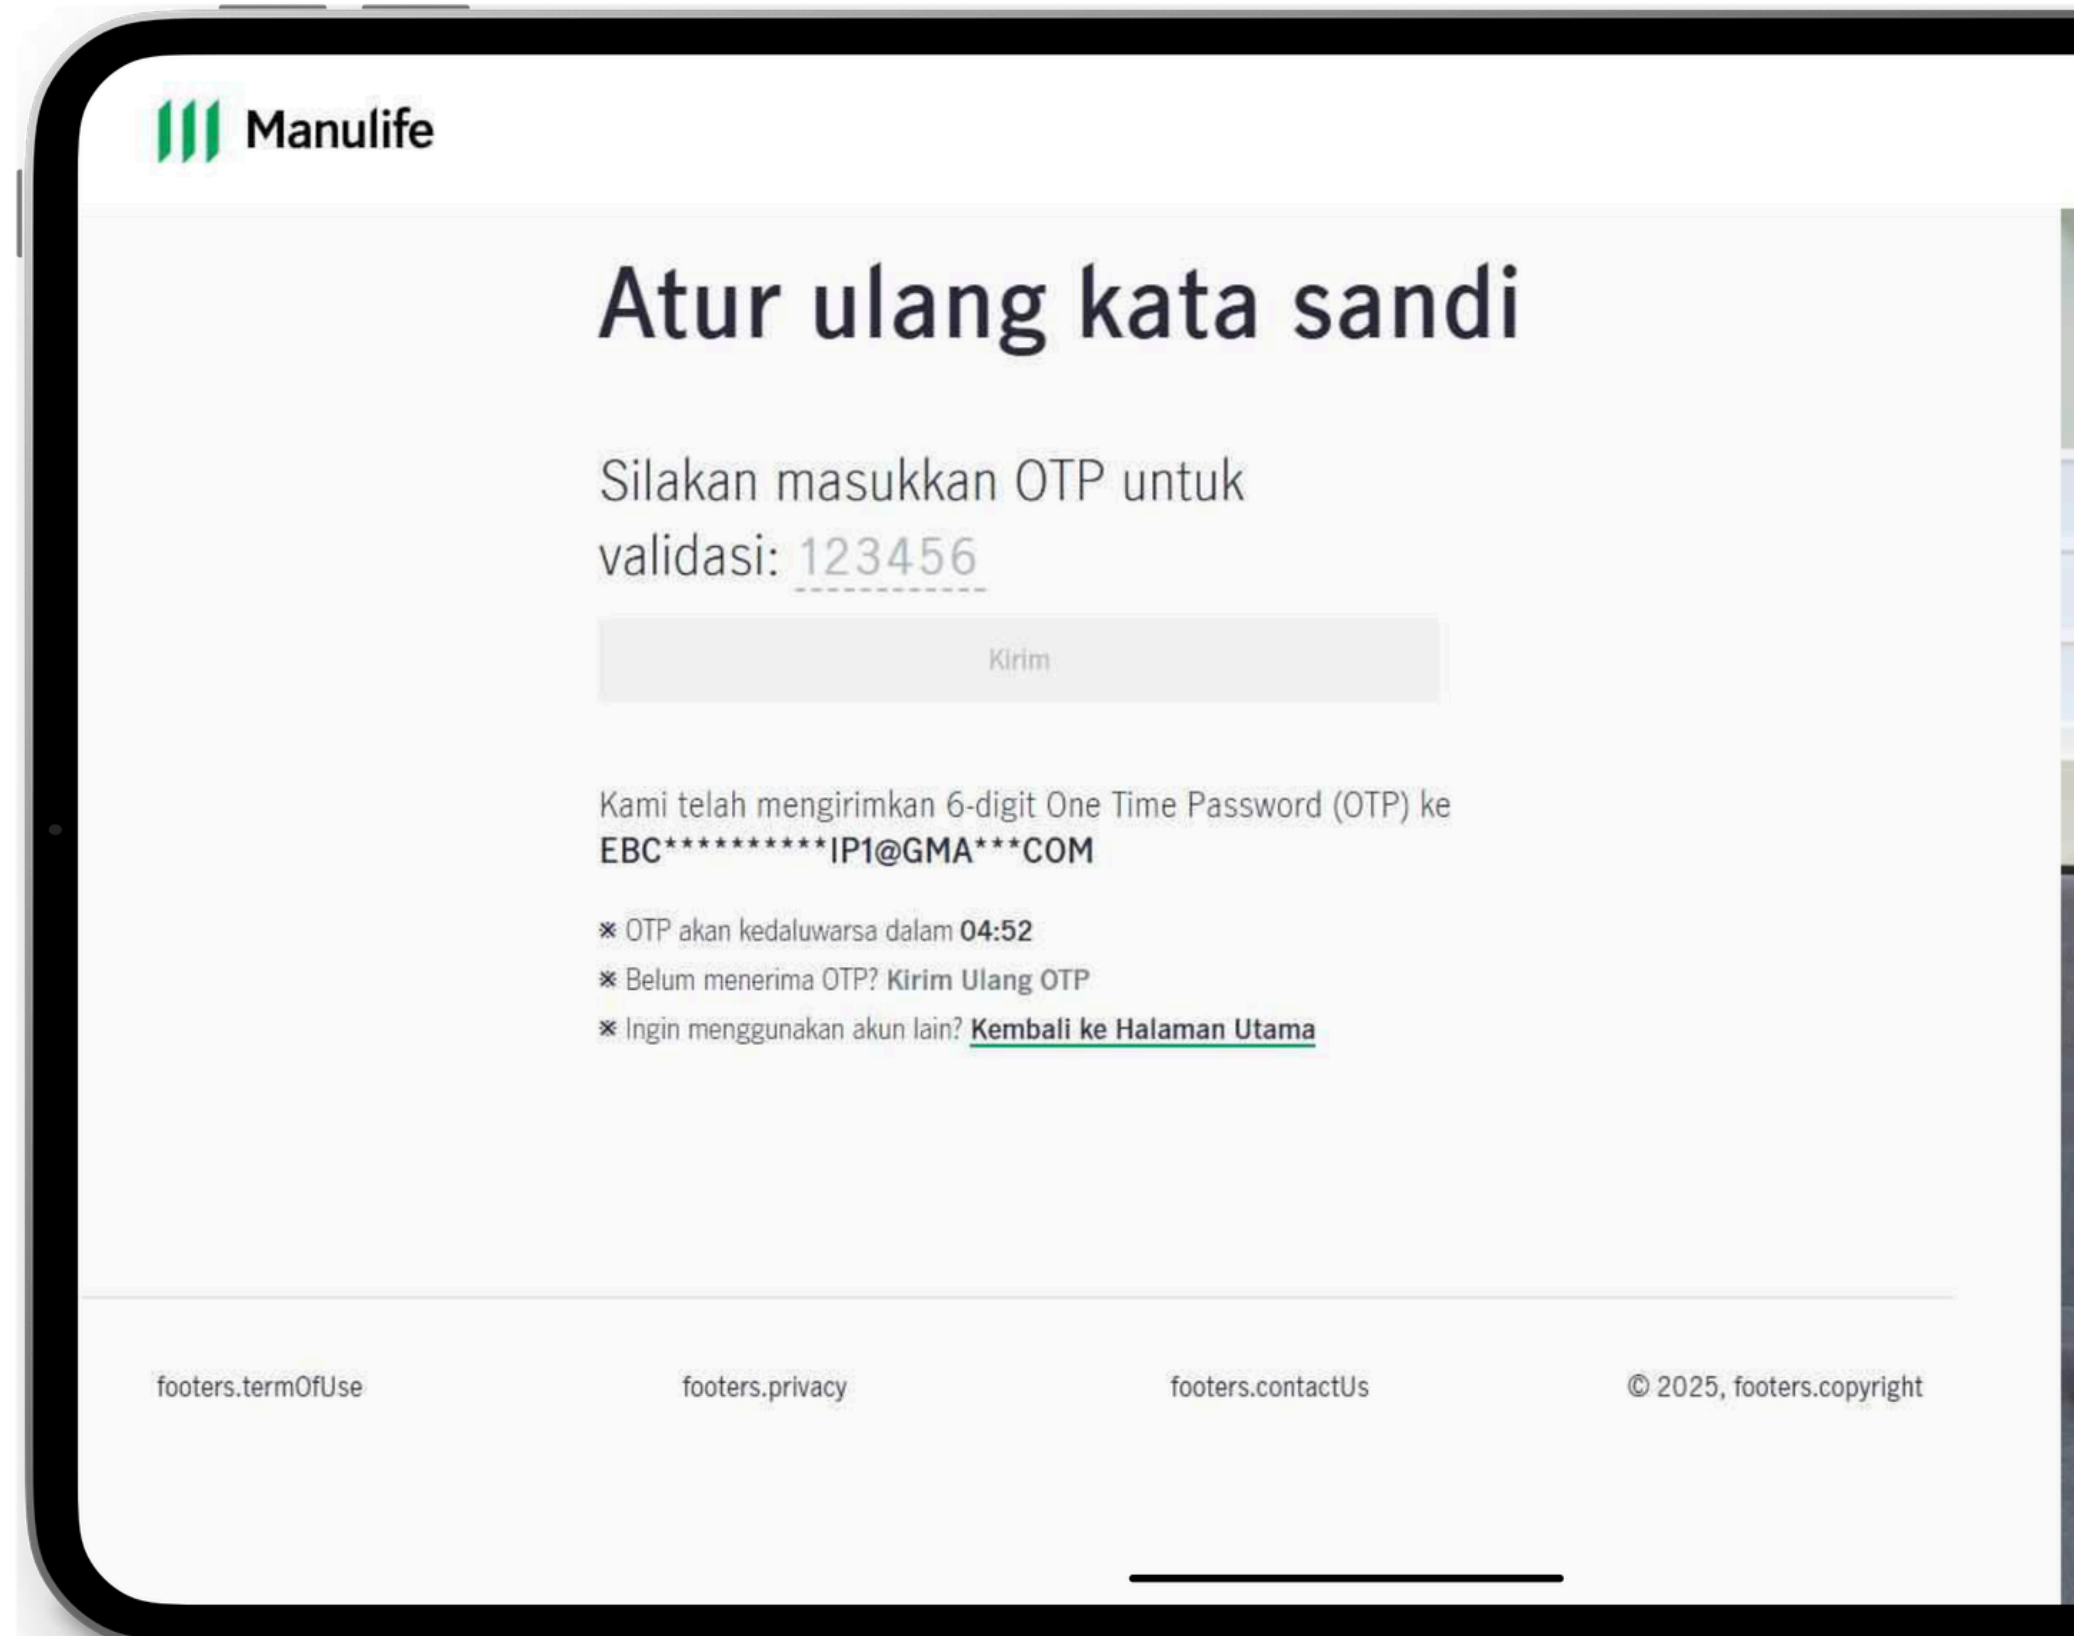 Manulife
Atur ulang kata sandi
Silakan masukkan OTP untuk
validasi: 123456
Kirim
Kami telah mengirimkan 6-digit One Time Password (OTP) ke
EBC**********IP1@GMA***COM
※ OTP akan kedaluwarsa dalam 04:52
※ Belum menerima OTP? Kirim Ulang OTP
※ Ingin menggunakan akun lain? Kembali ke Halaman Utama
footers.termOfUse footers.privacy footers.contactUs © 2025, footers.copyright